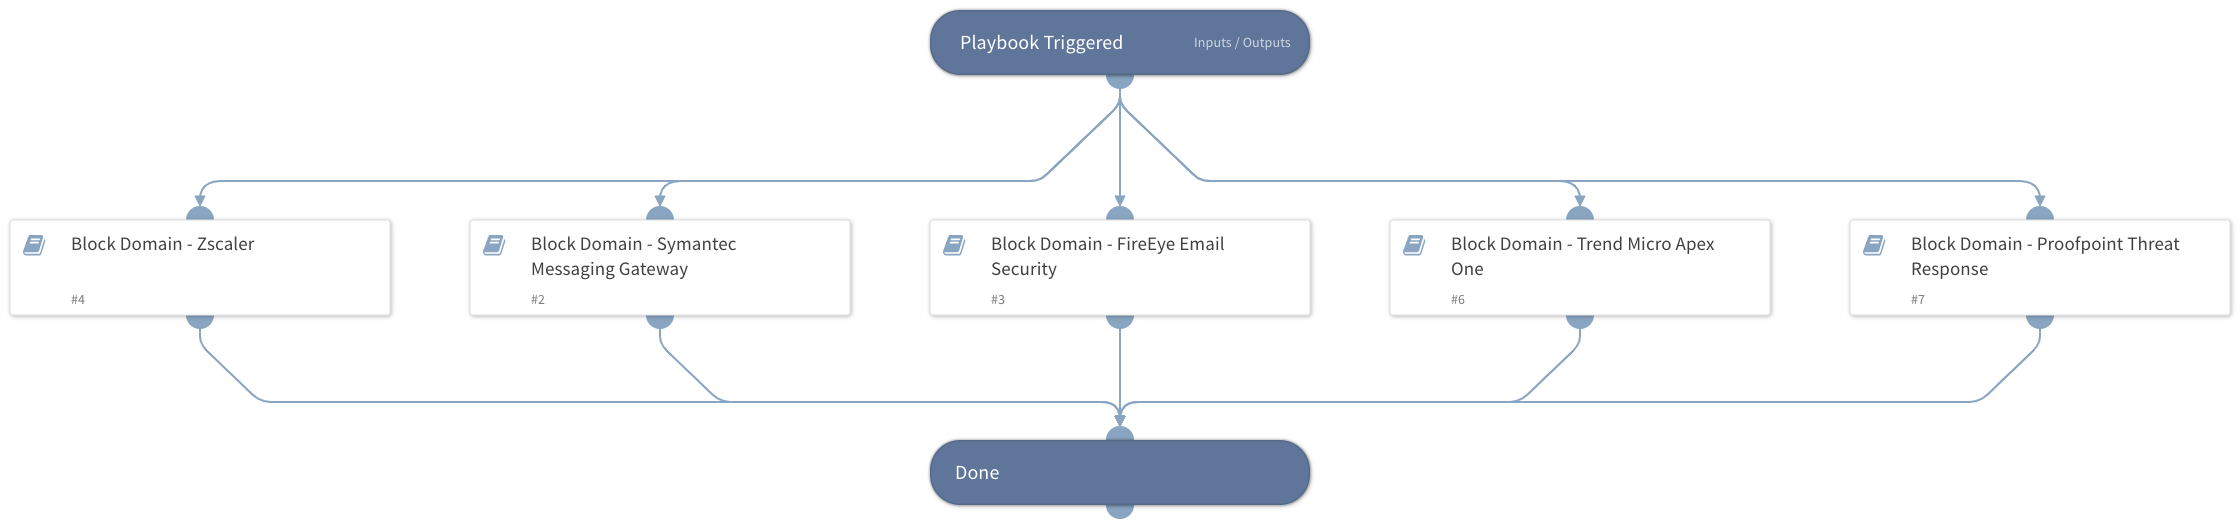 Playbook Triggered
Inputs / Outputs
Block Domain - Zscaler
#4
Block Domain - Symantec
Messaging Gateway
#2
Block Domain - FireEye Email
Security
#3
Block Domain - Trend Micro Apex
One
#6
Block Domain - Proofpoint Threat
Response
#7
Done